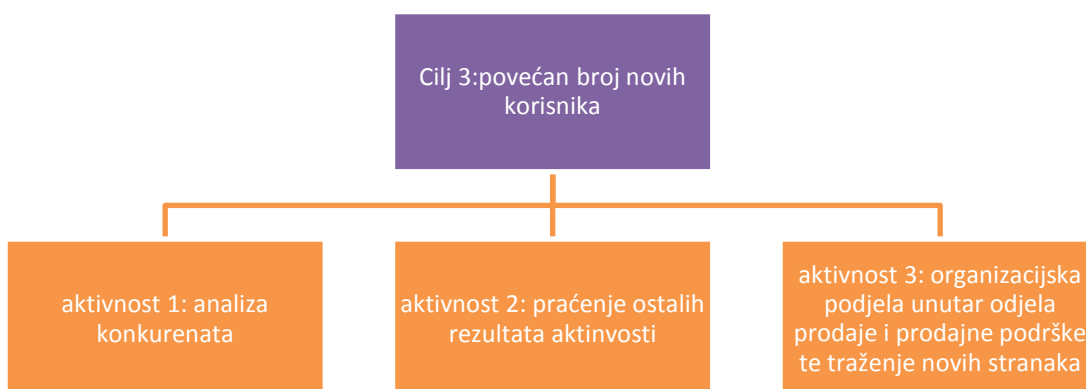 Cilj 3:povećan broj novih
korisnika
aktivnost 1: analiza
konkurenata
aktivnost 2: praćenje ostalih
rezultata aktinvosti
aktivnost 3: organizacijska
podjela unutar odjela
prodaje i prodajne podrške
te traženje novih stranaka